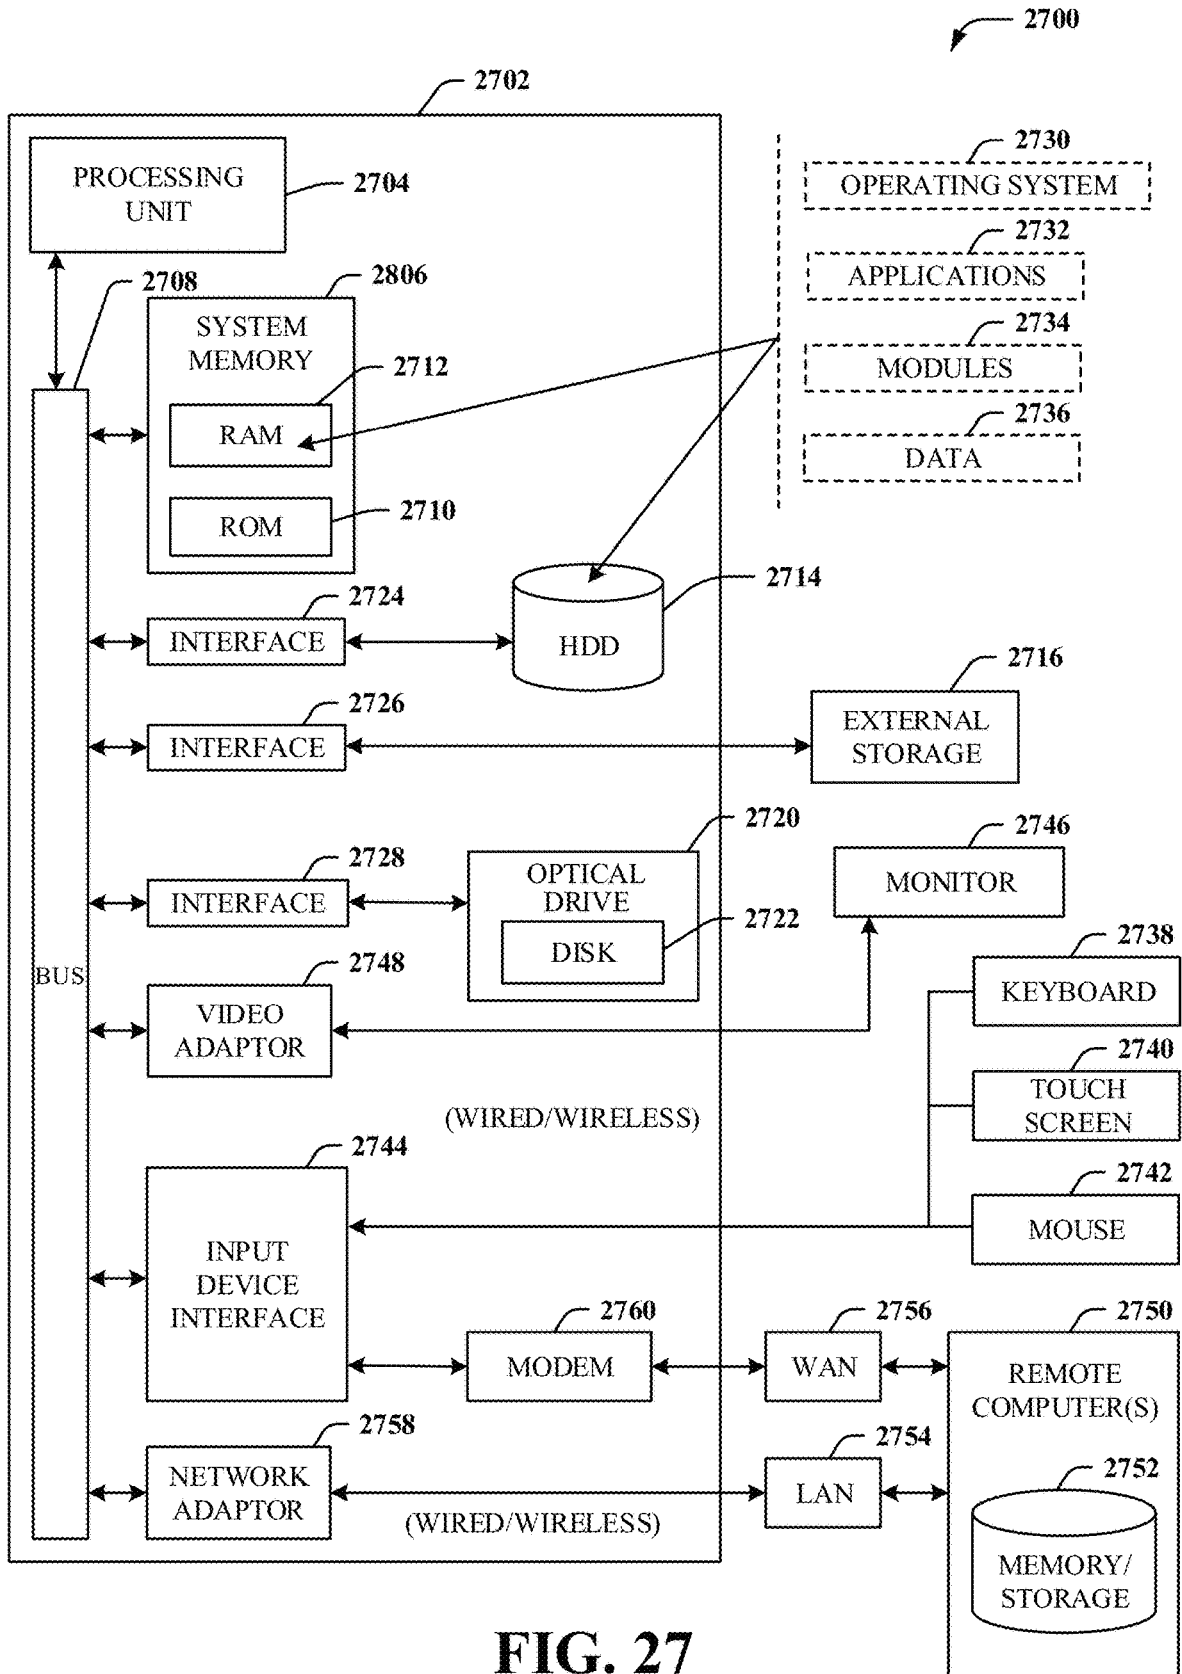 2700
2702
PROCESSING
UNIT
2704
2730
OPERATING SYSTEM
2732
APPLICATIONS
2734
MODULES
2736
DATA
2708
2806
SYSTEM
MEMORY
2712
RAM
2710
ROM
2714
HDD
2724
INTERFACE
2716
EXTERNAL
STORAGE
2726
INTERFACE
2720
OPTICAL
DRIVE
2722
DISK
2728
INTERFACE
2746
MONITOR
BUS
2748
VIDEO
ADAPTOR
2738
KEYBOARD
2740
TOUCH
SCREEN
(WIRED/WIRELESS)
2742
MOUSE
2744
INPUT
DEVICE
INTERFACE
2760
MODEM
2756
WAN
2750
REMOTE
COMPUTER(S)
2758
NETWORK
ADAPTOR
(WIRED/WIRELESS)
2754
LAN
2752
MEMORY/
STORAGE
FIG. 27